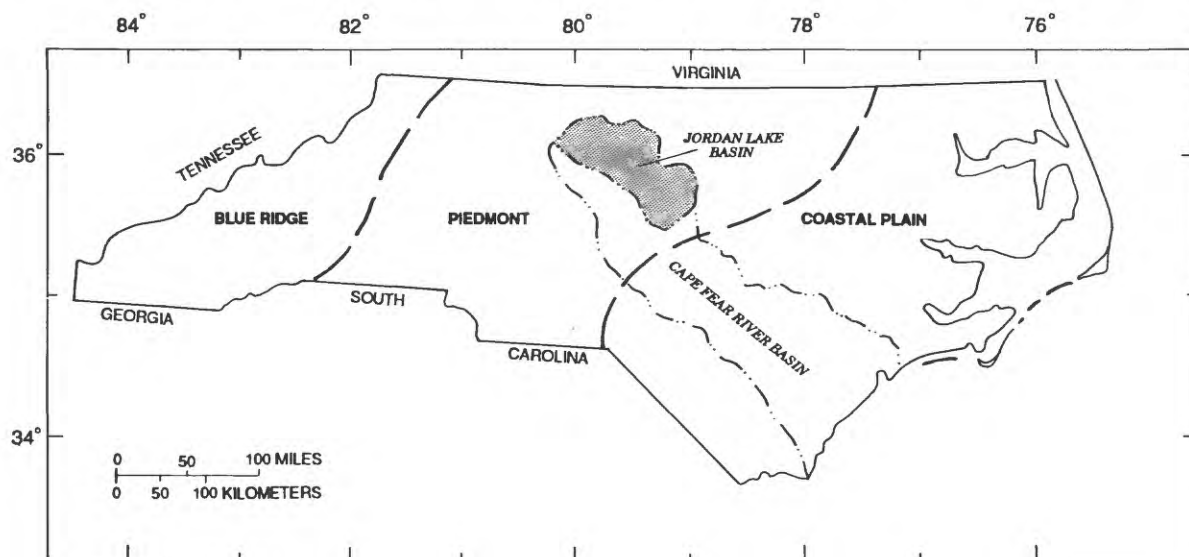 84° 82° 80° 78° 76°
VIRGINIA
TENNESSEE
36°
JORDAN LAKE
BASIN
BLUE RIDGE
PIEDMONT
COASTAL PLAIN
SOUTH
CAROLINA
GEORGIA
CAPE FEAR RIVER BASIN
34°
0 50 100 MILES
0 50 100 KILOMETERS